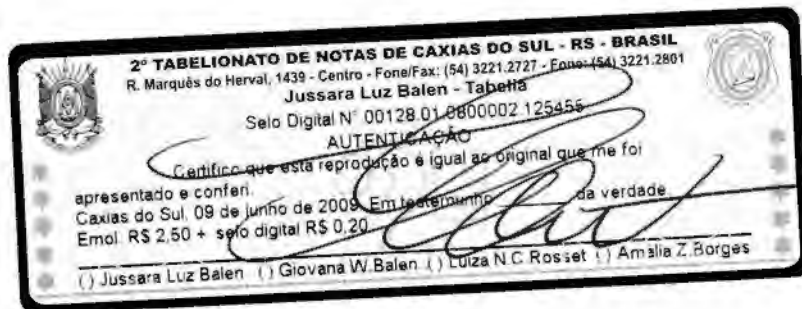 2º TABELIONATO DE NOTAS DE CAXIAS DO SUL - RS - BRASIL
R. Marquês do Herval, 1439 - Centro - Fone/Fax: (54) 3221.2727 - Fone: (54) 3221.2801
Jussara Luz Balen - Tabeliã
Selo Digital Nº 00128.01.0800002.125455
AUTENTICAÇÃO
Certifico que esta reprodução é igual ao original que me foi
apresentado e conferi.
Caxias do Sul, 09 de junho de 2009. Em testemunho da verdade
Emol. R$ 2,50 + selo digital R$ 0,20
( ) Jussara Luz Balen ( ) Giovana W.Balen ( ) Luiza N.C.Rosset ( ) Amália Z.Borges